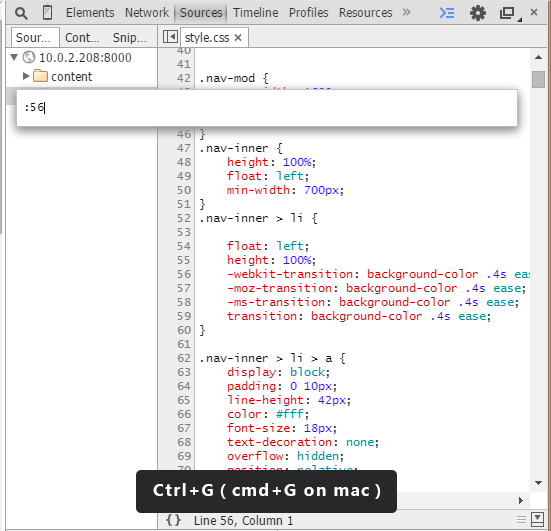 Elements Network Sources Timeline Profiles Resources »
Sour... Cont... Snip... style.css ×
10.0.2.208:8000
content
:56
40
41
42 .nav-mod {
46 }
47 .nav-inner {
48 height: 100%;
49 float: left;
50 min-width: 700px;
51 }
52 .nav-inner > li {
53
54 float: left;
55 height: 100%;
56 -webkit-transition: background-color .4s eas
57 -moz-transition: background-color .4s ease;
58 -ms-transition: background-color .4s ease;
59 transition: background-color .4s ease;
60 }
61
62 .nav-inner > li > a {
63 display: block;
64 padding: 0 10px;
65 line-height: 42px;
66 color: #fff;
67 font-size: 18px;
68 text-decoration: none;
69 overflow: hidden;
position: relative;
Ctrl+G ( cmd+G on mac )
{} Line 56, Column 1